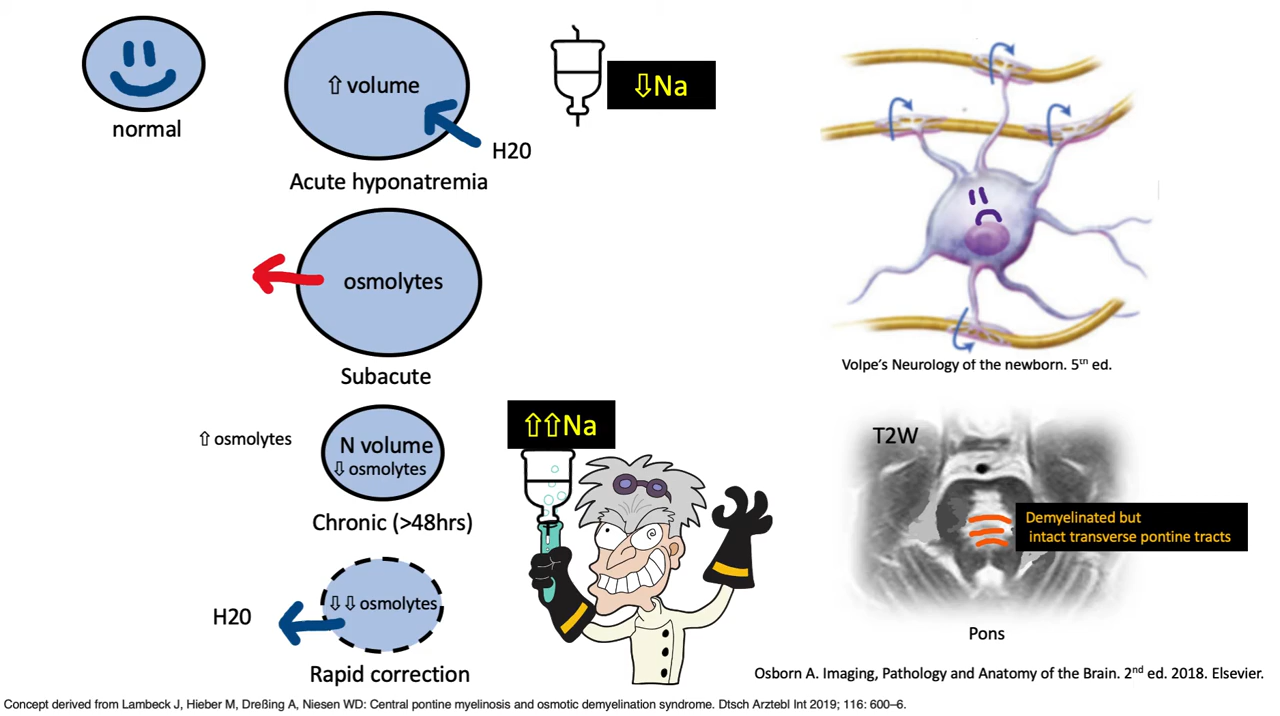 normal
⇧ volume
H20
Acute hyponatremia
⇩Na
osmolytes
Subacute
⇧ osmolytes
N volume
⇩ osmolytes
Chronic (>48hrs)
⇧⇧Na
H20
⇩⇩ osmolytes
Rapid correction
Volpe's Neurology of the newborn. 5th ed.
T2W
Demyelinated but
intact transverse pontine tracts
Pons
Osborn A. Imaging, Pathology and Anatomy of the Brain. 2nd ed. 2018. Elsevier.
Concept derived from Lambeck J, Hieber M, Dreßing A, Niesen WD: Central pontine myelinosis and osmotic demyelination syndrome. Dtsch Arztebl Int 2019; 116: 600–6.